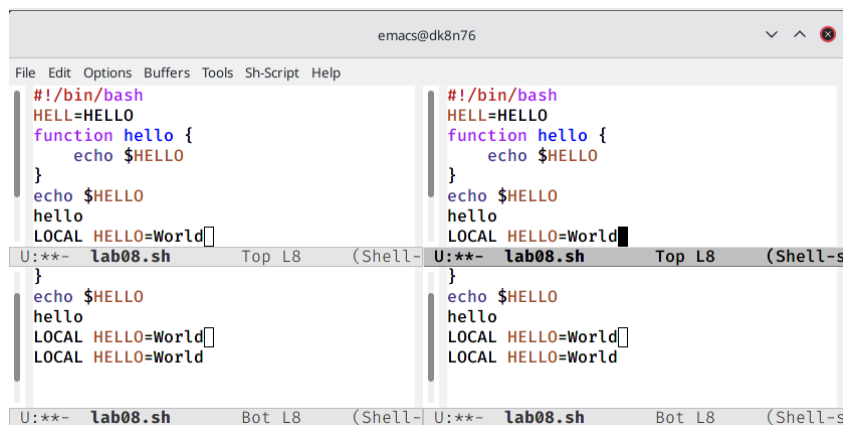 emacs@dk8n76
File Edit Options Buffers Tools Sh-Script Help
#!/bin/bash
HELL=HELLO
function hello {
    echo $HELLO
}
echo $HELLO
hello
LOCAL HELLO=World
U:**- lab08.sh Top L8 (Shell-
#!/bin/bash
HELL=HELLO
function hello {
    echo $HELLO
}
echo $HELLO
hello
LOCAL HELLO=World
U:**- lab08.sh Top L8 (Shell-s
}
echo $HELLO
hello
LOCAL HELLO=World
LOCAL HELLO=World
U:**- lab08.sh Bot L8 (Shell-
}
echo $HELLO
hello
LOCAL HELLO=World
LOCAL HELLO=World
U:**- lab08.sh Bot L8 (Shell-s